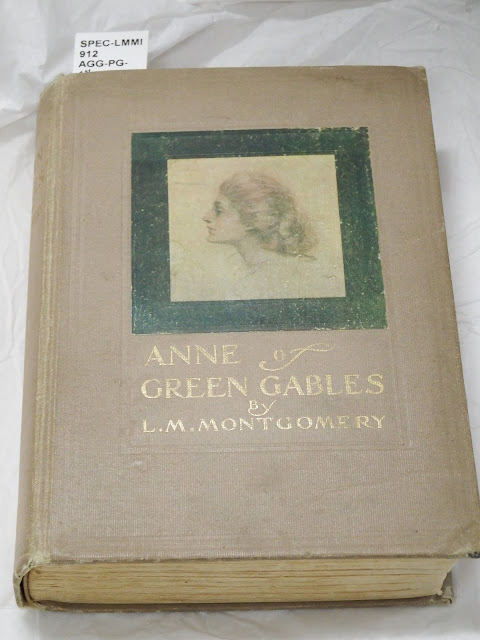 SPEC-LMMI
912
AGG-PG-
ANNE of
GREEN GABLES
By
L.M. MONTGOMERY